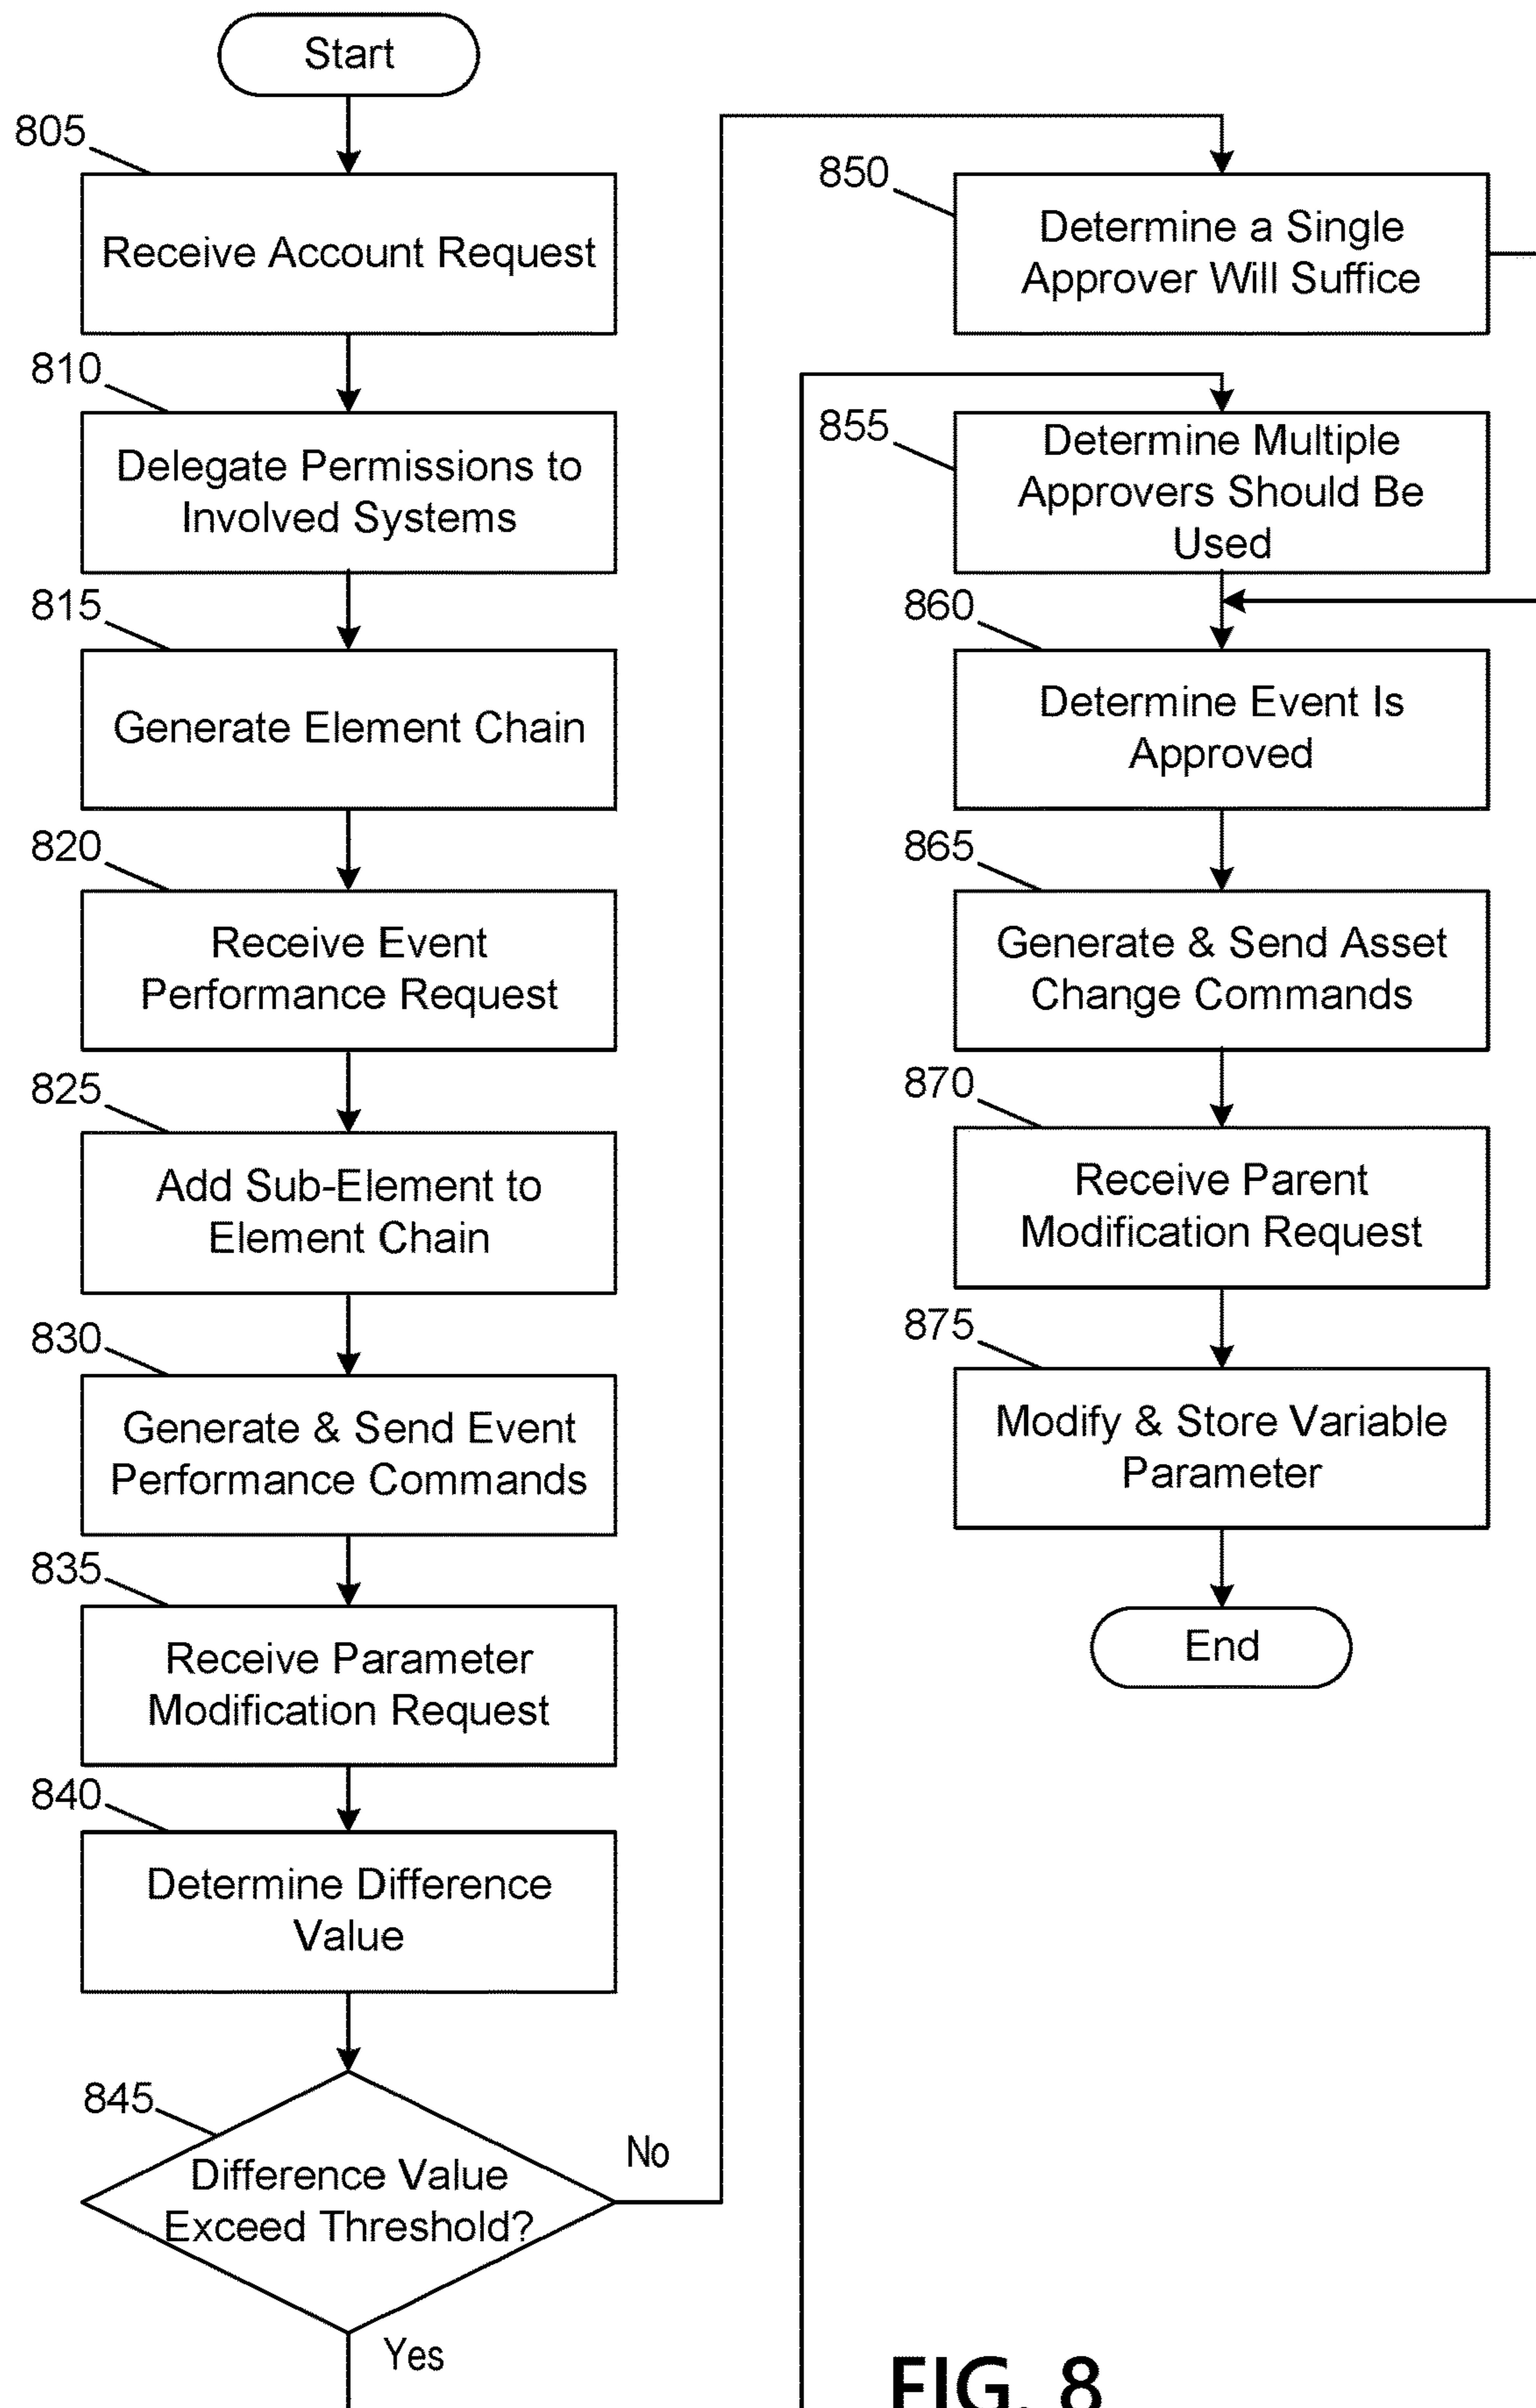 Start
805
Receive Account Request
810
Delegate Permissions to
Involved Systems
815
Generate Element Chain
820
Receive Event
Performance Request
825
Add Sub-Element to
Element Chain
830
Generate & Send Event
Performance Commands
835
Receive Parameter
Modification Request
840
Determine Difference
Value
845
Difference Value
Exceed Threshold?
No
Yes
850
Determine a Single
Approver Will Suffice
855
Determine Multiple
Approvers Should Be
Used
860
Determine Event Is
Approved
865
Generate & Send Asset
Change Commands
870
Receive Parent
Modification Request
875
Modify & Store Variable
Parameter
End
FIG. 8